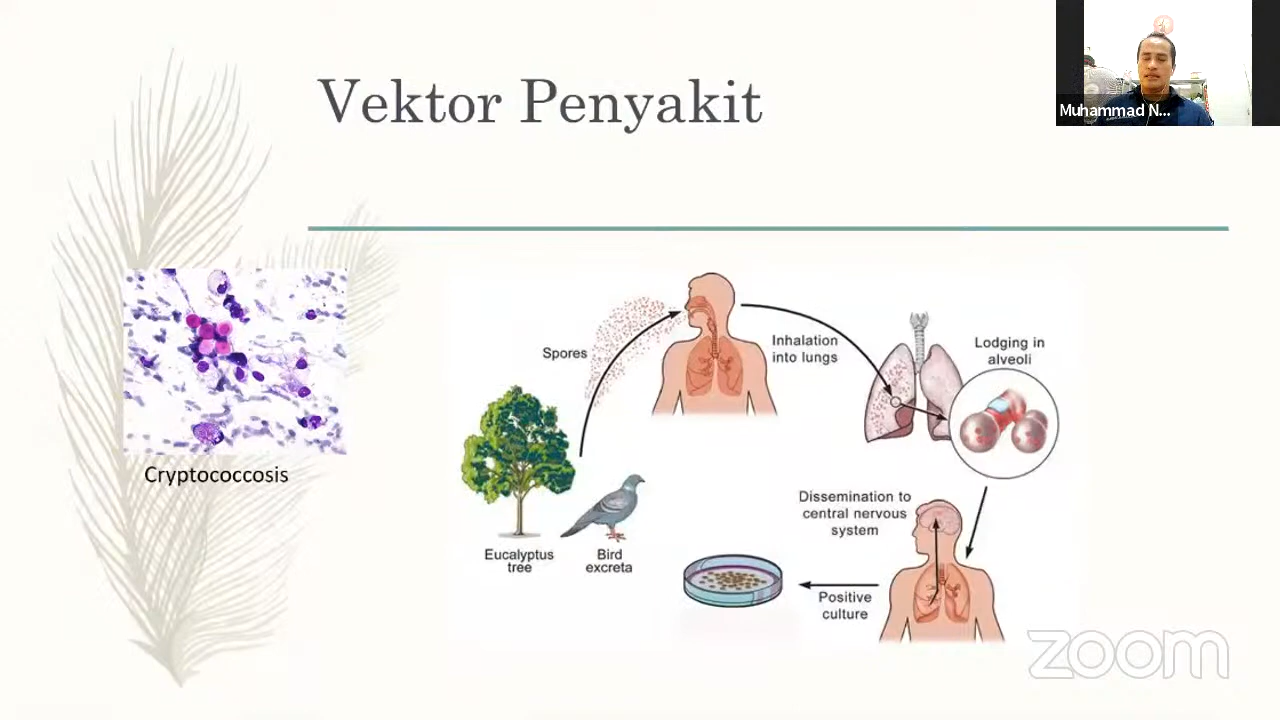 Vektor Penyakit
Muhammad N...
Spores
Inhalation
into lungs
Lodging in
alveoli
Cryptococcosis
Dissemination to
central nervous
system
Eucalyptus
tree
Bird
excreta
Positive
culture
zoom